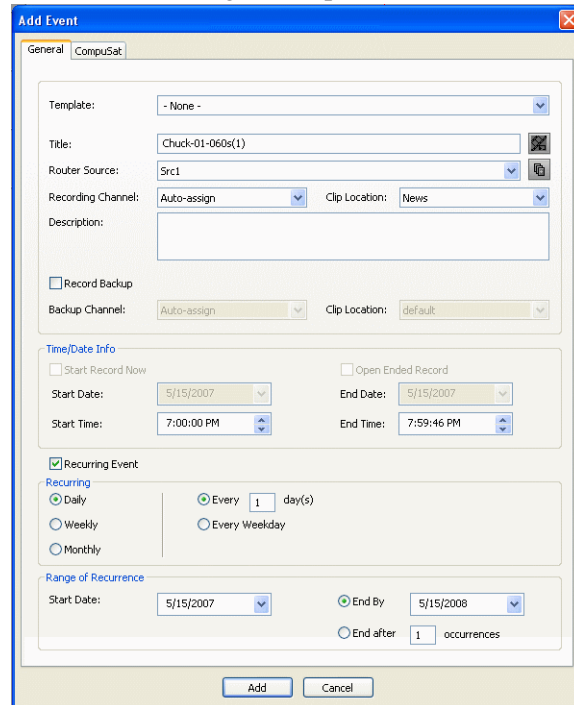 Add Event
General CompuSat
Template: - None -
Title: Chuck-01-060s(1)
Router Source: Src1
Recording Channel: Auto-assign Clip Location: News
Description:
Record Backup
Backup Channel: Auto-assign Clip Location: default
Time/Date Info
Start Record Now Open Ended Record
Start Date: 5/15/2007 End Date: 5/15/2007
Start Time: 7:00:00 PM End Time: 7:59:46 PM
Recurring Event
Recurring
Daily Every 1 day(s)
Weekly Every Weekday
Monthly
Range of Recurrence
Start Date: 5/15/2007 End By 5/15/2008
End after 1 occurrences
Add Cancel